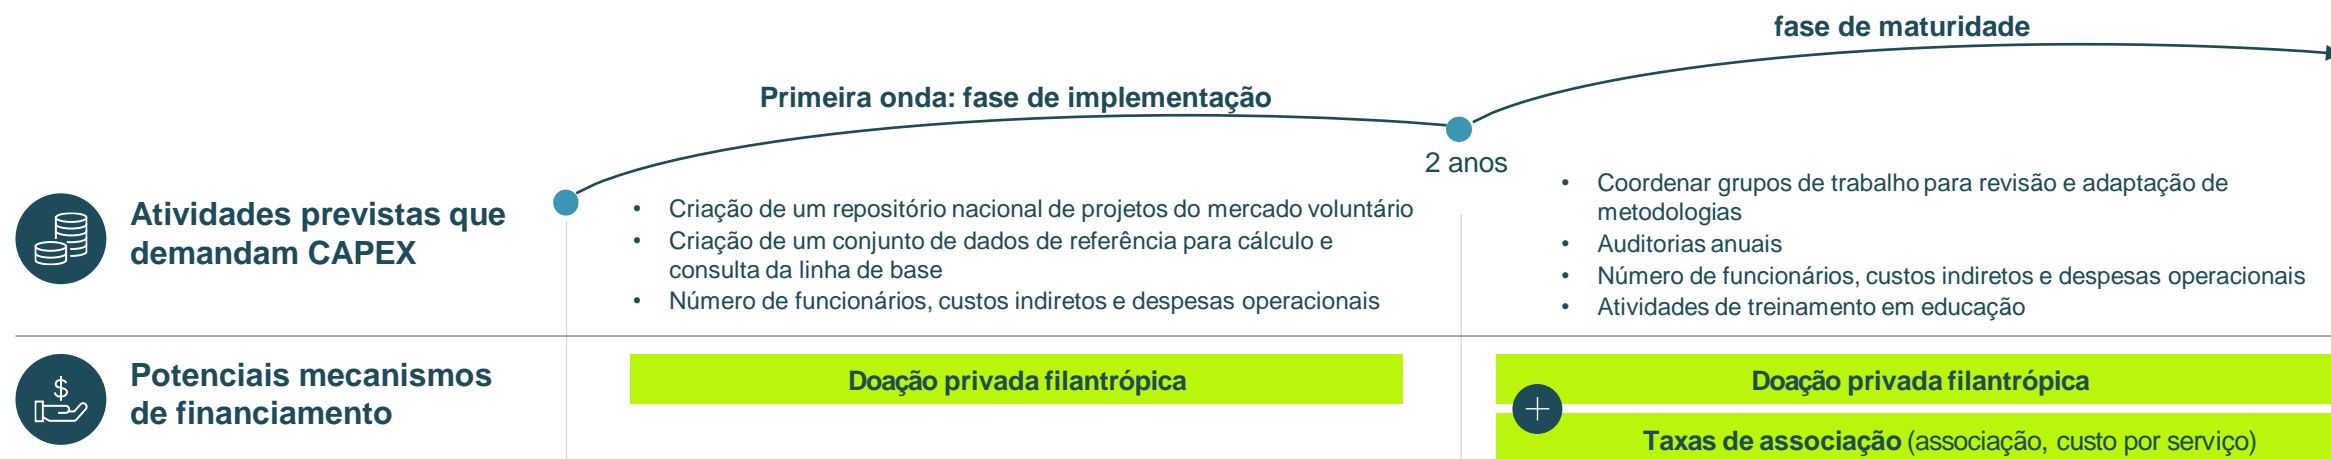 fase de maturidade
Primeira onda: fase de implementação
2 anos
Atividades previstas que
demandam CAPEX
• Criação de um repositório nacional de projetos do mercado voluntário
• Criação de um conjunto de dados de referência para cálculo e
consulta da linha de base
• Número de funcionários, custos indiretos e despesas operacionais
• Coordenar grupos de trabalho para revisão e adaptação de
metodologias
• Auditorias anuais
• Número de funcionários, custos indiretos e despesas operacionais
• Atividades de treinamento em educação
$
Potenciais mecanismos
de financiamento
Doação privada filantrópica
Doação privada filantrópica
+
Taxas de associação (associação, custo por serviço)